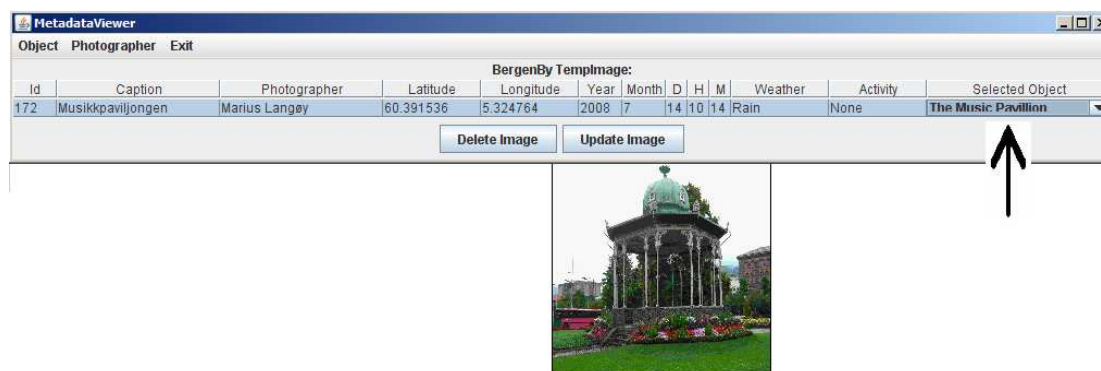 MetadataViewer
Object Photographer Exit
BergenBy TempImage:
Id Caption Photographer Latitude Longitude Year Month D H M Weather Activity Selected Object
172 Musikkpaviljongen Marius Langøy 60.391536 5.324764 2008 7 14 10 14 Rain None The Music Pavillion
Delete Image Update Image